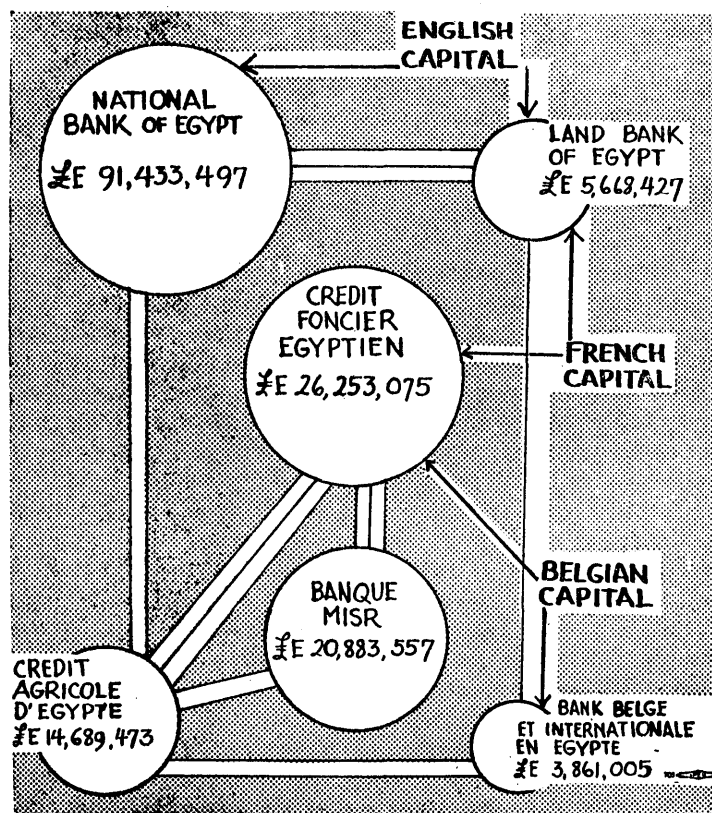 ENGLISH
CAPITAL
NATIONAL
BANK OF EGYPT
£E 91,433,497
LAND BANK
OF EGYPT
£E 5,668,427
CREDIT
FONCIER
EGYPTIEN
£E 26,253,075
FRENCH
CAPITAL
BANQUE
MISR
£E 20,883,557
BELGIAN
CAPITAL
CREDIT
AGRICOLE
D'EGYPTE
£E 14,689,473
BANK BELGE
ET INTERNATIONALE
EN EGYPTE
£E 3,861,005